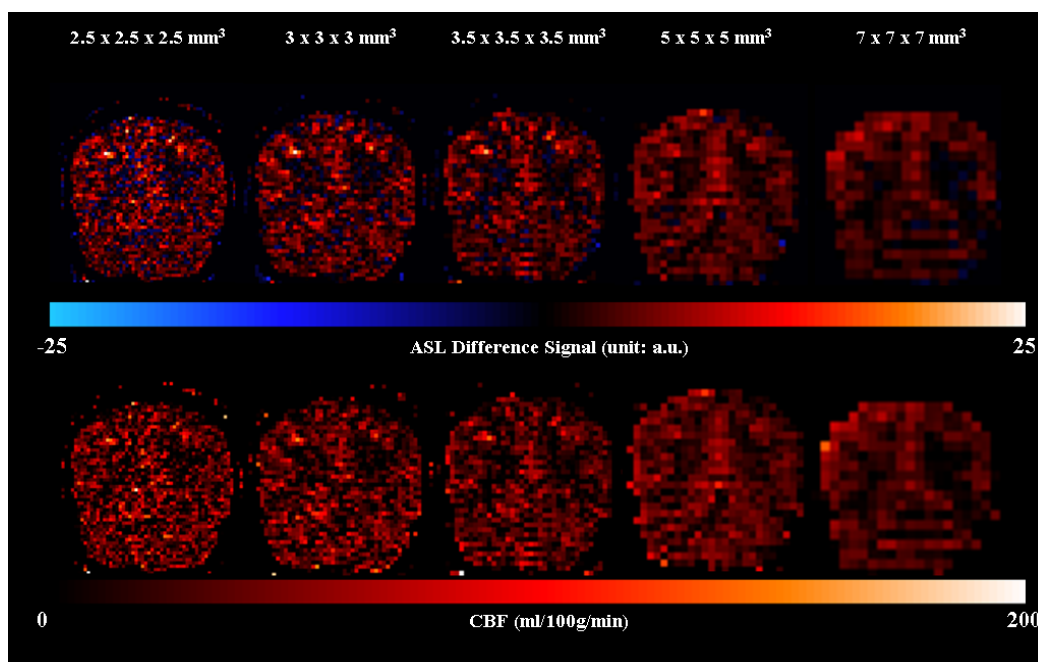 2.5 x 2.5 x 2.5 mm³ 3 x 3 x 3 mm³ 3.5 x 3.5 x 3.5 mm³ 5 x 5 x 5 mm³ 7 x 7 x 7 mm³
-25 ASL Difference Signal (unit: a.u.) 25
0 CBF (ml/100g/min) 200